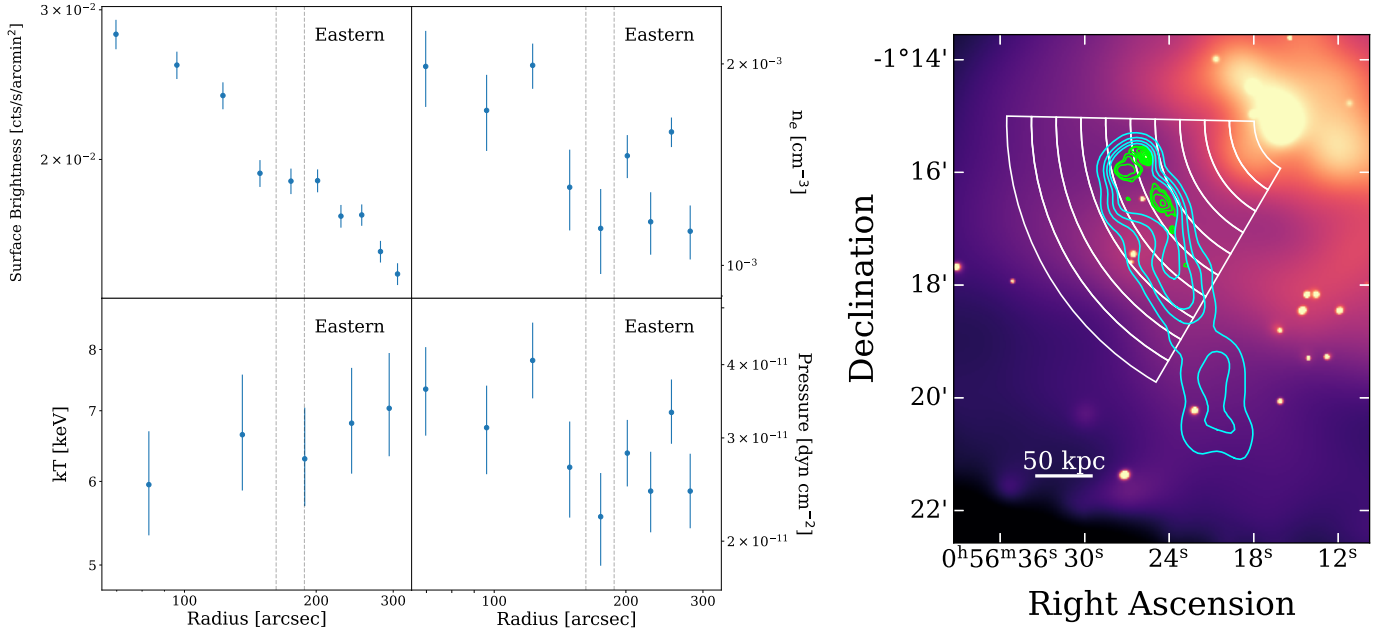 3 × 10⁻²
2 × 10⁻²
Surface Brightness [cts/s/arcmin²]
Eastern
Eastern
2 × 10⁻³
10⁻³
nₑ [cm⁻³]
8
7
6
5
kT [keV]
Eastern
Eastern
4 × 10⁻¹¹
3 × 10⁻¹¹
2 × 10⁻¹¹
Pressure [dyn cm⁻²]
100
200
300
100
200
300
Radius [arcsec]
Radius [arcsec]
-1°14'
16'
18'
20'
22'
Declination
50 kpc
0ʰ56ᵐ36ˢ
30ˢ
24ˢ
18ˢ
12ˢ
Right Ascension